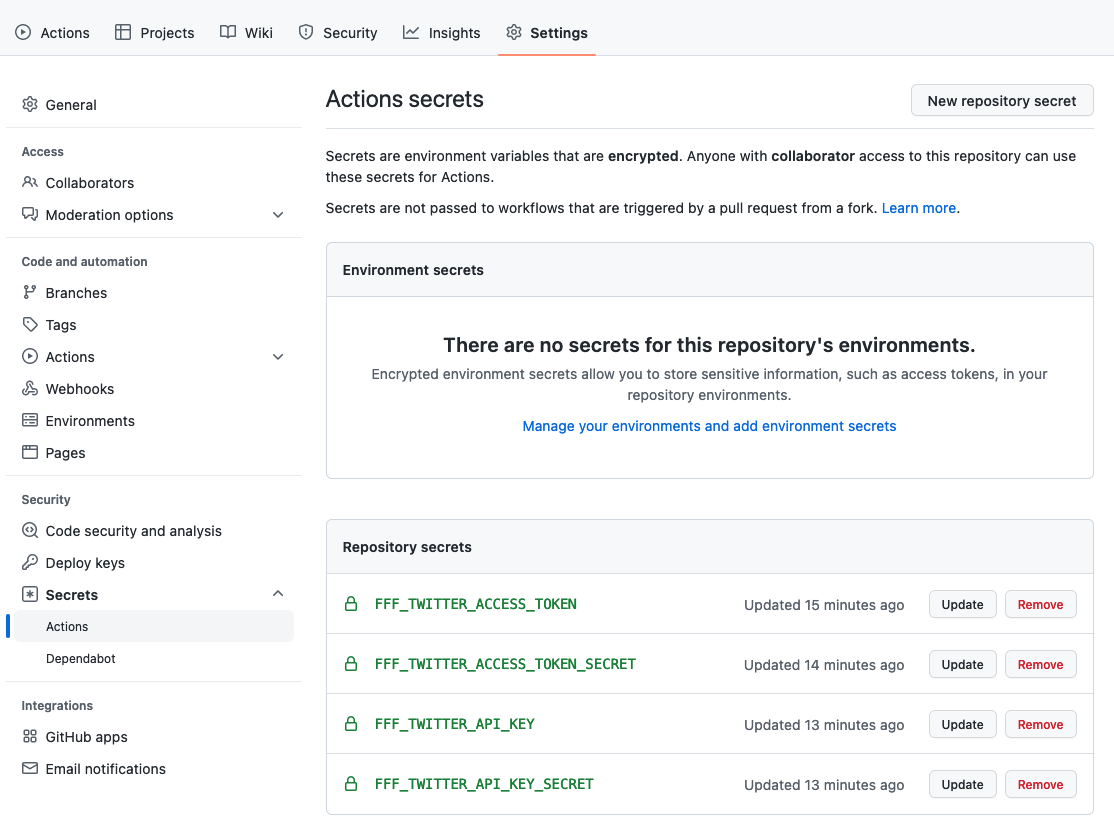 Actions Projects Wiki Security Insights Settings
General
Access
Collaborators
Moderation options
Code and automation
Branches
Tags
Actions
Webhooks
Environments
Pages
Security
Code security and analysis
Deploy keys
Secrets
Actions
Dependabot
Integrations
GitHub apps
Email notifications
Actions secrets
New repository secret
Secrets are environment variables that are encrypted. Anyone with collaborator access to this repository can use
these secrets for Actions.
Secrets are not passed to workflows that are triggered by a pull request from a fork. Learn more.
Environment secrets
There are no secrets for this repository's environments.
Encrypted environment secrets allow you to store sensitive information, such as access tokens, in your
repository environments.
Manage your environments and add environment secrets
Repository secrets
FFF_TWITTER_ACCESS_TOKEN Updated 15 minutes ago Update Remove
FFF_TWITTER_ACCESS_TOKEN_SECRET Updated 14 minutes ago Update Remove
FFF_TWITTER_API_KEY Updated 13 minutes ago Update Remove
FFF_TWITTER_API_KEY_SECRET Updated 13 minutes ago Update Remove